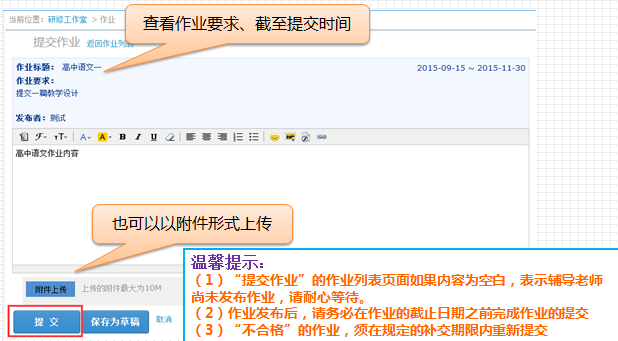 当前位置：研修工作室 > 作业
查看作业要求、截至提交时间
提交作业 返回作业列表
作业标题： 高中语文一 2015-09-15 ~ 2015-11-30
作业要求：
提交一篇教学设计
发布者：测试
高中语文作业内容
也可以以附件形式上传
附件上传 上传的附件最大为10M
提 交 保存为草稿 取消
温馨提示：
（1）“提交作业”的作业列表页面如果内容为空白，表示辅导老师
尚未发布作业，请耐心等待。
（2）作业发布后，请务必在作业的截止日期之前完成作业的提交
（3）“不合格”的作业，须在规定的补交期限内重新提交